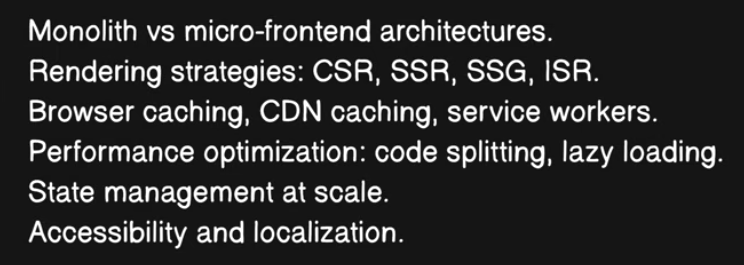 Monolith vs micro-frontend architectures.
Rendering strategies: CSR, SSR, SSG, ISR.
Browser caching, CDN caching, service workers.
Performance optimization: code splitting, lazy loading.
State management at scale.
Accessibility and localization.